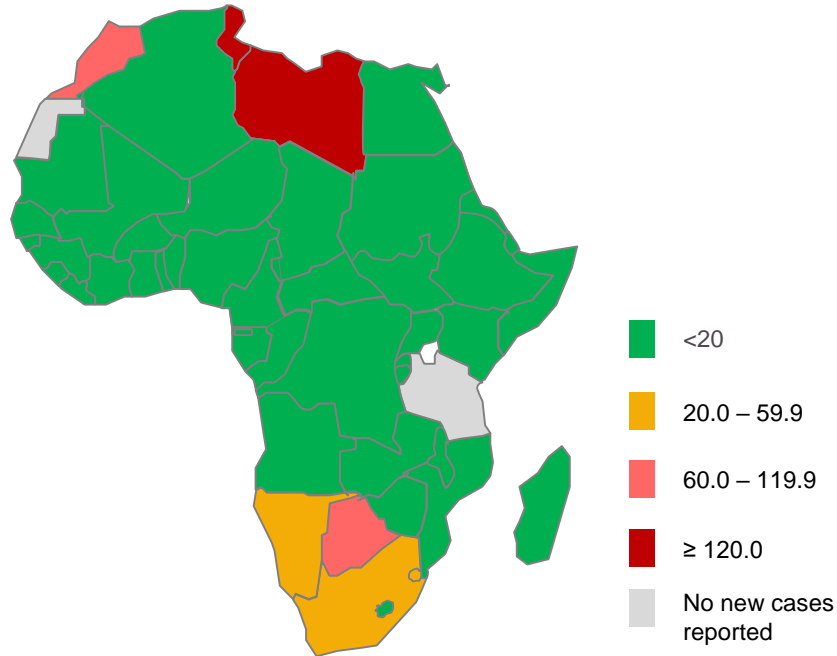 <20
20.0 – 59.9
60.0 – 119.9
≥ 120.0
No new cases
reported